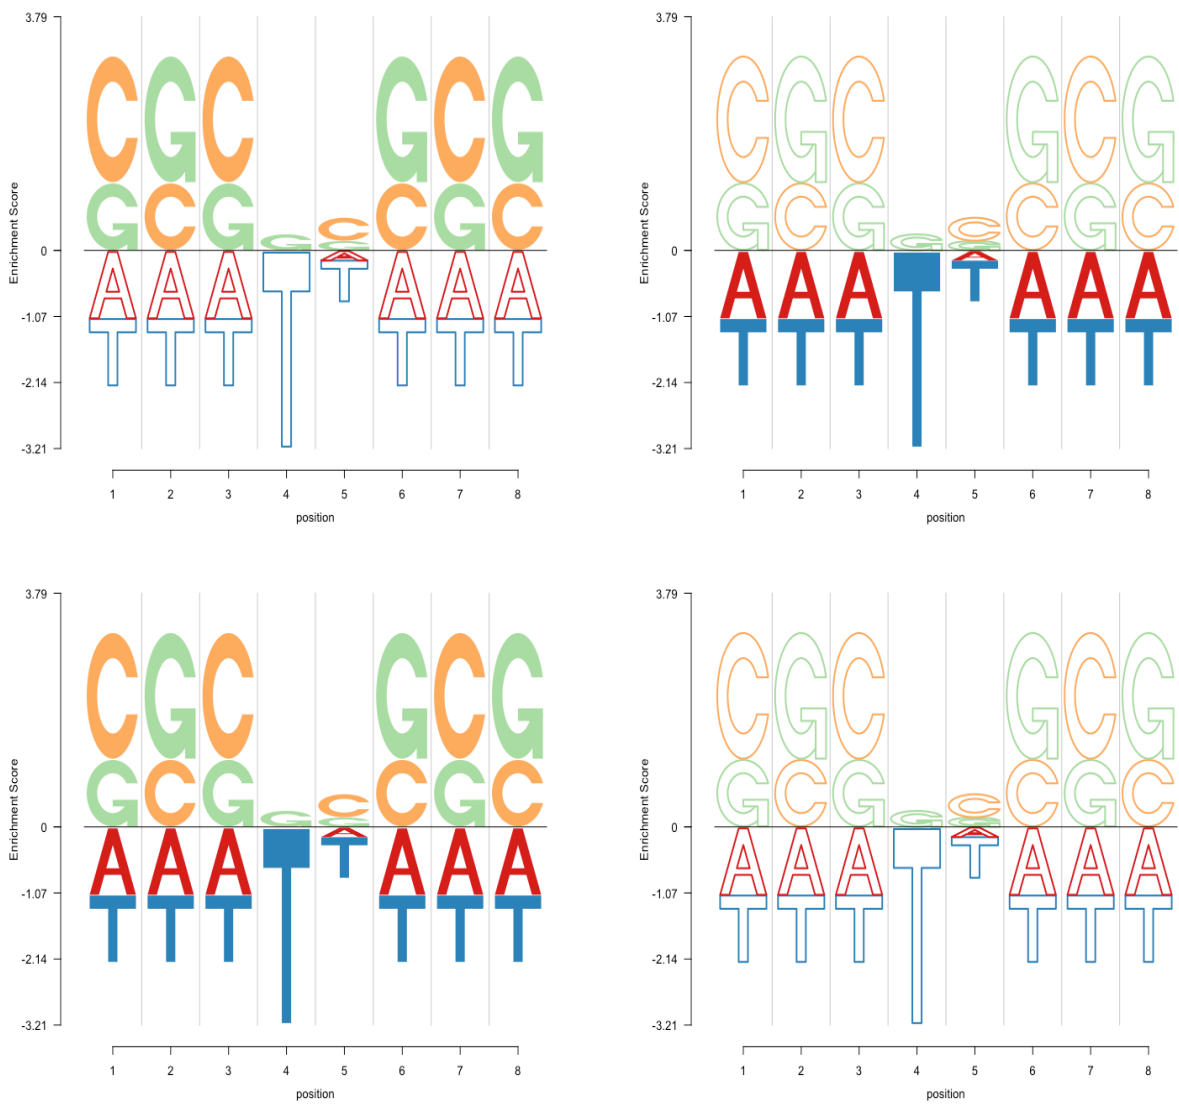 3.79 3.79
C G C G C G C G C G C G
G C G G C C G C G C G G C C G C
Enrichment Score 0 Enrichment Score 0
A A A T A A A A A A A T A A A A
-1.07 -1.07
T T T T T T T T T T T T T T
-2.14 -2.14
-3.21 -3.21
1 2 3 4 5 6 7 8 1 2 3 4 5 6 7 8
position position
3.79 3.79
C G C G C G C G C G C G
G C G G C C G C G C G G C C G C
Enrichment Score 0 Enrichment Score 0
A A A T A A A A A A A T A A A A
-1.07 -1.07
T T T T T T T T T T T T T T
-2.14 -2.14
-3.21 -3.21
1 2 3 4 5 6 7 8 1 2 3 4 5 6 7 8
position position